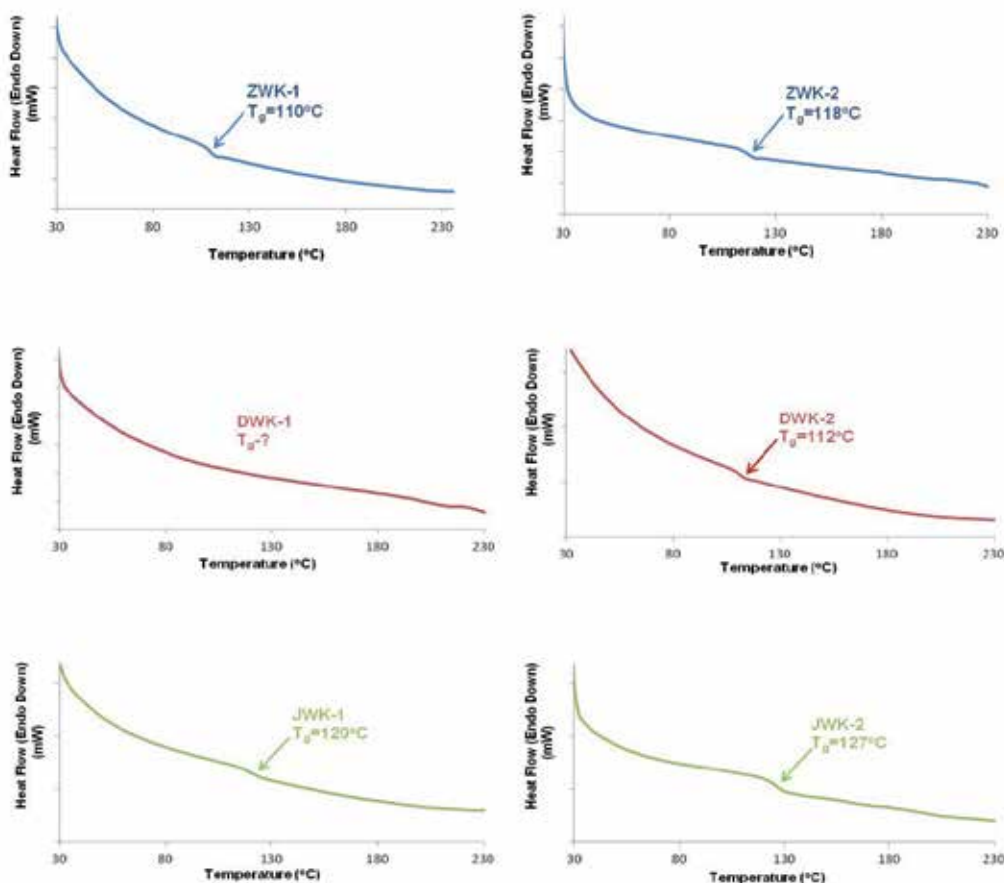 Heat Flow (Endo Down)
(mW)
ZWK-1
Tg=110°C
30 80 130 180 230
Temperature (°C)
Heat Flow (Endo Down)
(mW)
ZWK-2
Tg=118°C
30 80 130 180 230
Temperature (°C)
Heat Flow (Endo Down)
(mW)
DWK-1
Tg-?
30 80 130 180 230
Temperature (°C)
Heat Flow (Endo Down)
(mW)
DWK-2
Tg=112°C
30 80 130 180 230
Temperature (°C)
Heat Flow (Endo Down)
(mW)
JWK-1
Tg=120°C
30 80 130 180 230
Temperature (°C)
Heat Flow (Endo Down)
(mW)
JWK-2
Tg=127°C
30 80 130 180 230
Temperature (°C)